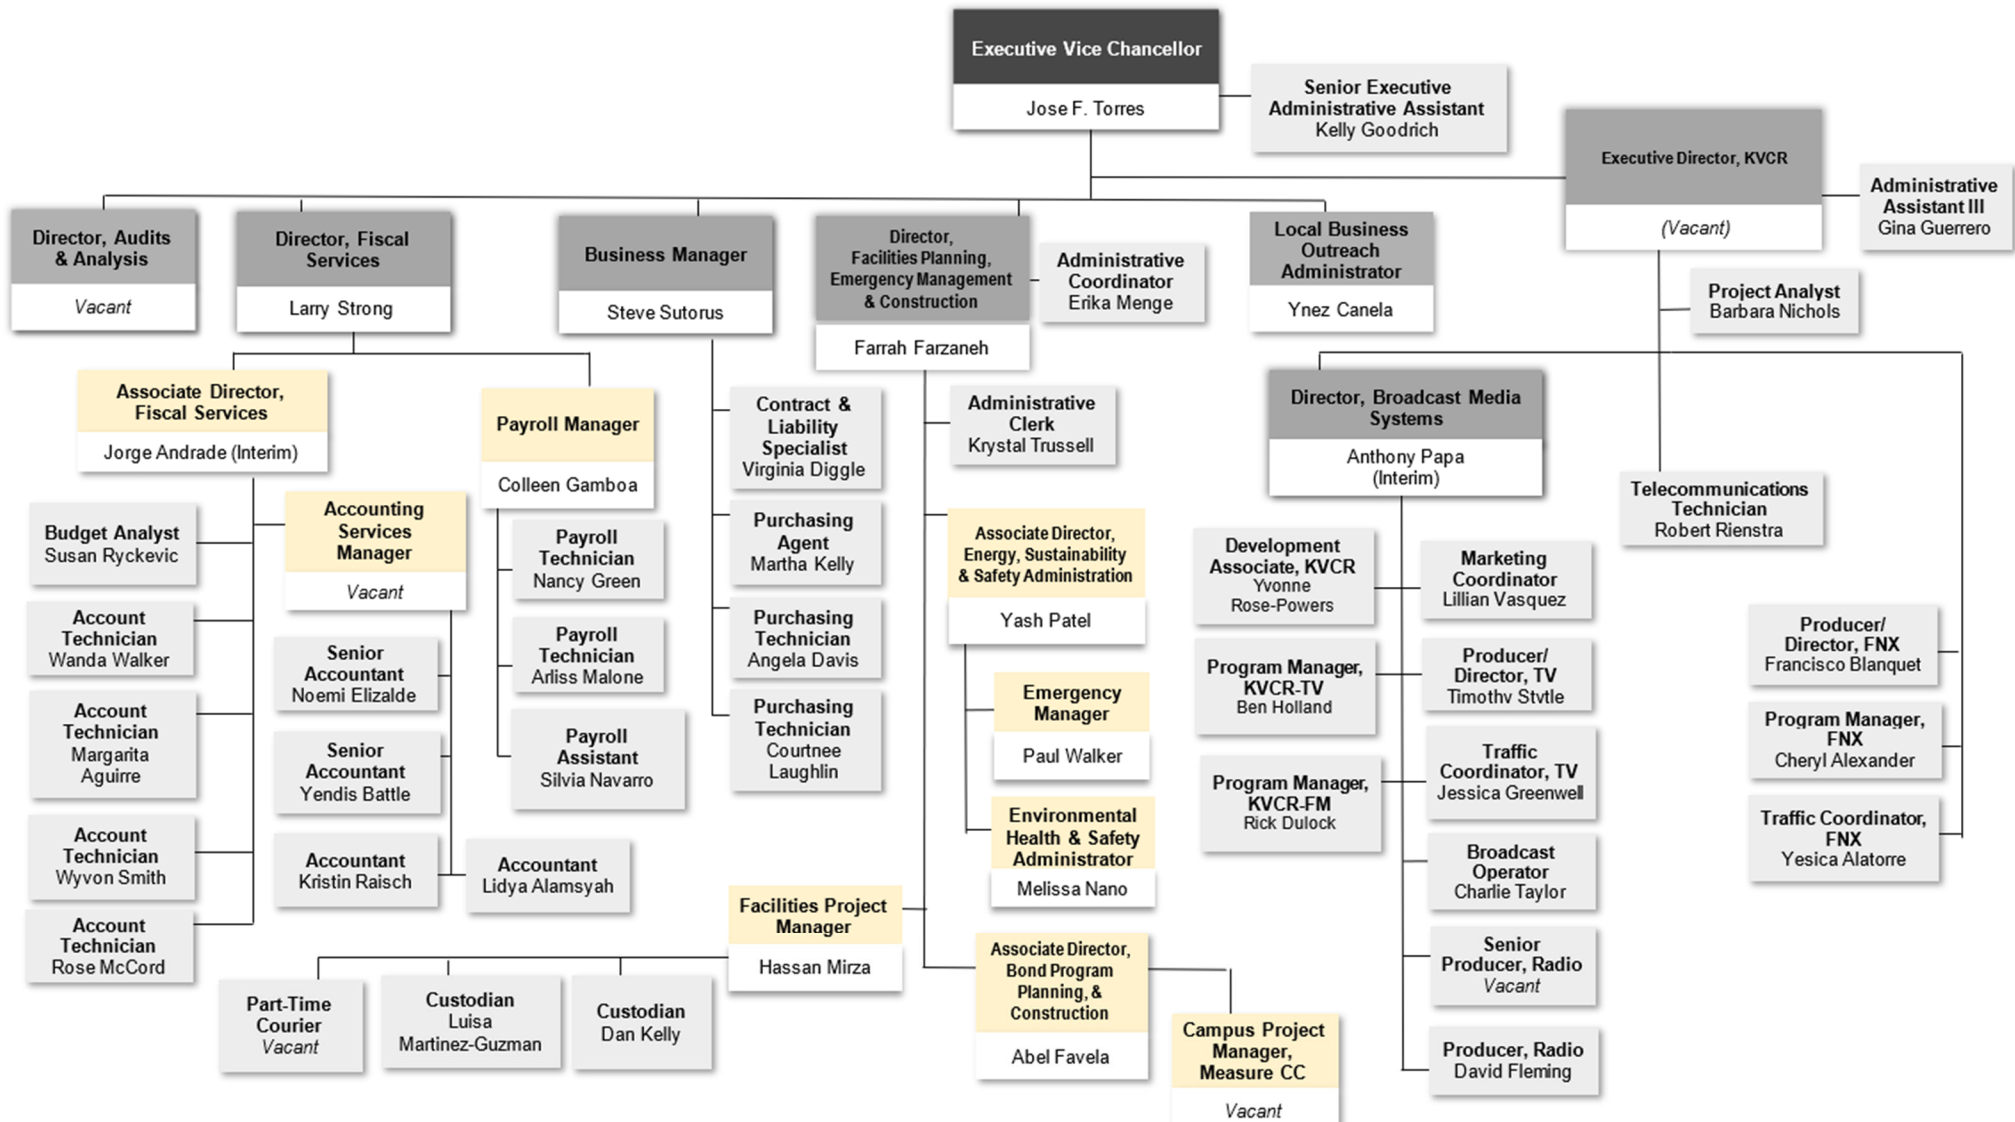 Executive Vice Chancellor
Jose F. Torres
Senior Executive
Administrative Assistant
Kelly Goodrich
Executive Director, KVCR
(Vacant)
Administrative
Assistant III
Gina Guerrero
Director, Audits
& Analysis
Vacant
Director, Fiscal
Services
Larry Strong
Business Manager
Steve Sutorus
Director,
Facilities Planning,
Emergency Management
& Construction
Farrah Farzaneh
Administrative
Coordinator
Erika Menge
Local Business
Outreach
Administrator
Ynez Canela
Project Analyst
Barbara Nichols
Associate Director,
Fiscal Services
Jorge Andrade (Interim)
Payroll Manager
Colleen Gamboa
Contract &
Liability
Specialist
Virginia Diggle
Administrative
Clerk
Krystal Trussell
Director, Broadcast Media
Systems
Anthony Papa
(Interim)
Telecommunications
Technician
Robert Rienstra
Budget Analyst
Susan Ryckevic
Accounting
Services
Manager
Vacant
Payroll
Technician
Nancy Green
Purchasing
Agent
Martha Kelly
Associate Director,
Energy, Sustainability
& Safety Administration
Yash Patel
Development
Associate, KVCR
Yvonne
Rose-Powers
Marketing
Coordinator
Lillian Vasquez
Account
Technician
Wanda Walker
Senior
Accountant
Noemi Elizalde
Payroll
Technician
Arliss Malone
Purchasing
Technician
Angela Davis
Program Manager,
KVCR-TV
Ben Holland
Producer/
Director, TV
Timothy Stytle
Producer/
Director, FNX
Francisco Blanquet
Account
Technician
Margarita
Aguirre
Senior
Accountant
Yendis Battle
Payroll
Assistant
Silvia Navarro
Purchasing
Technician
Courtnee
Laughlin
Emergency
Manager
Paul Walker
Program Manager,
KVCR-FM
Rick Dulock
Traffic
Coordinator, TV
Jessica Greenwell
Program Manager,
FNX
Cheryl Alexander
Account
Technician
Wyvon Smith
Accountant
Kristin Raisch
Accountant
Lidya Alamsyah
Environmental
Health & Safety
Administrator
Melissa Nano
Broadcast
Operator
Charlie Taylor
Traffic Coordinator,
FNX
Yesica Alatorre
Account
Technician
Rose McCord
Facilities Project
Manager
Hassan Mirza
Associate Director,
Bond Program
Planning, &
Construction
Abel Favela
Senior
Producer, Radio
Vacant
Part-Time
Courier
Vacant
Custodian
Luisa
Martinez-Guzman
Custodian
Dan Kelly
Campus Project
Manager,
Measure CC
Vacant
Producer, Radio
David Fleming